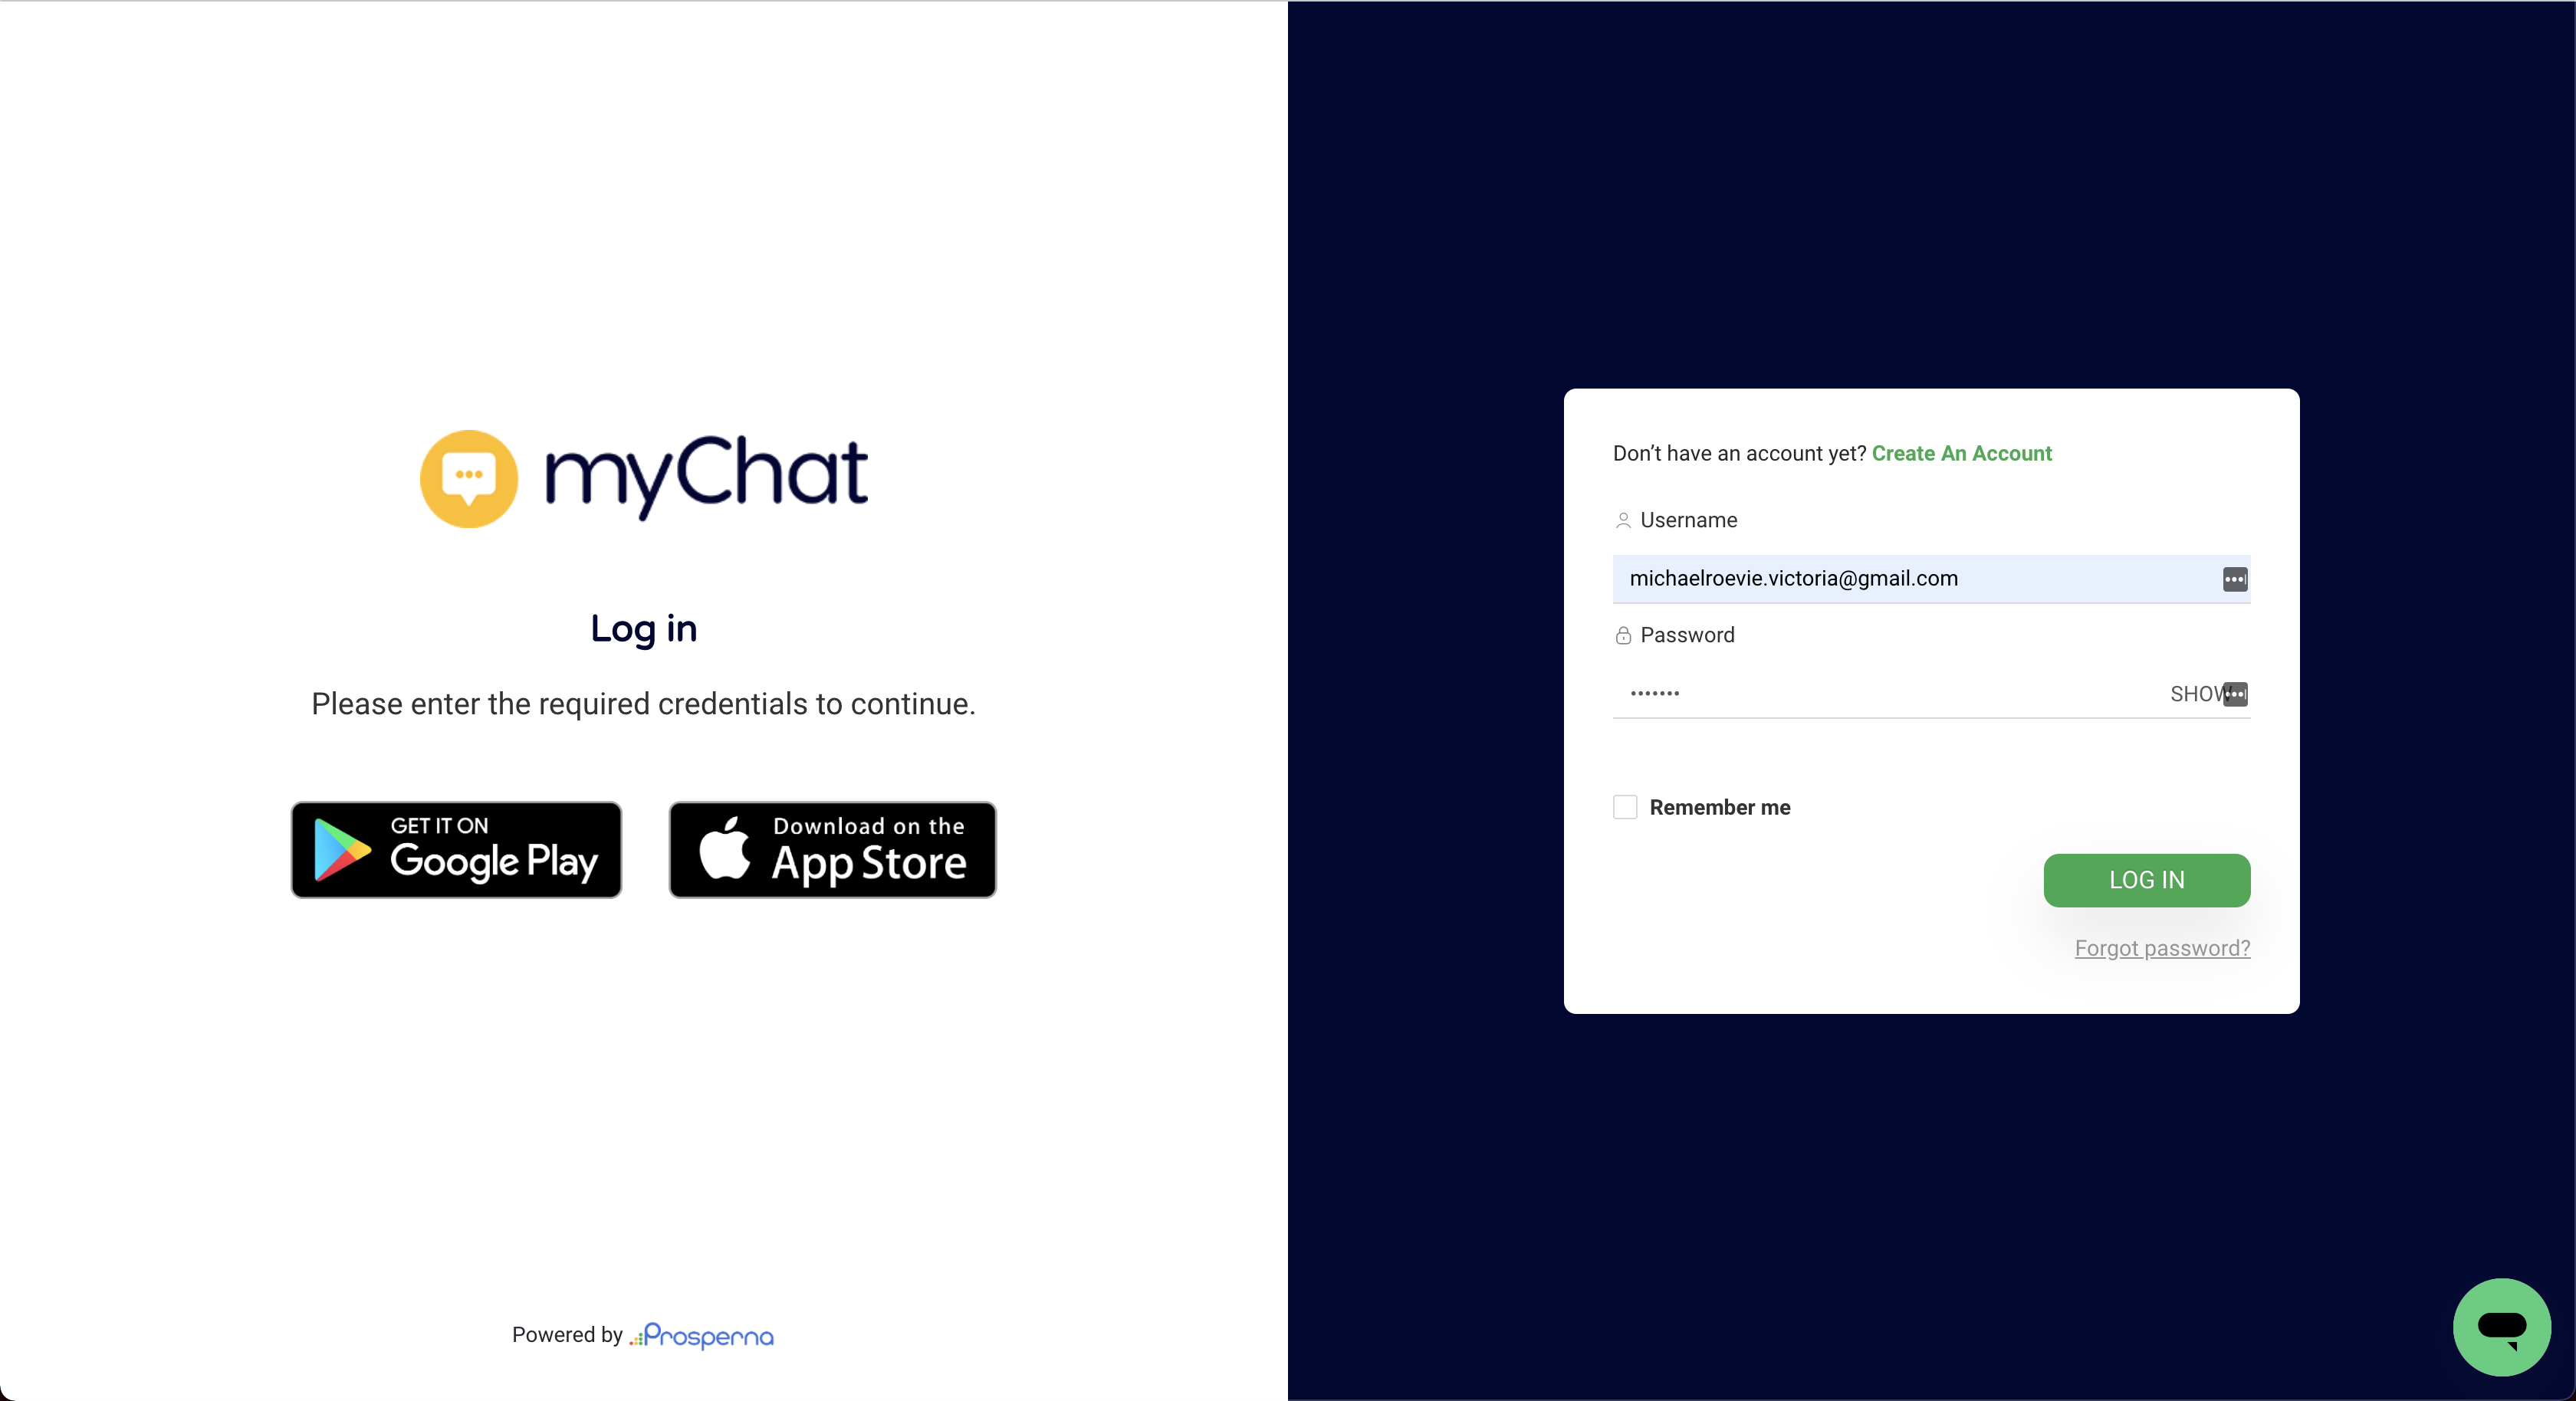 myChat
Log in
Please enter the required credentials to continue.
GET IT ON
Google Play
Download on the
App Store
Powered by Prosperna
Don’t have an account yet? Create An Account
Username
michaelroevie.victoria@gmail.com
Password
•••••••
SHOW
Remember me
LOG IN
Forgot password?